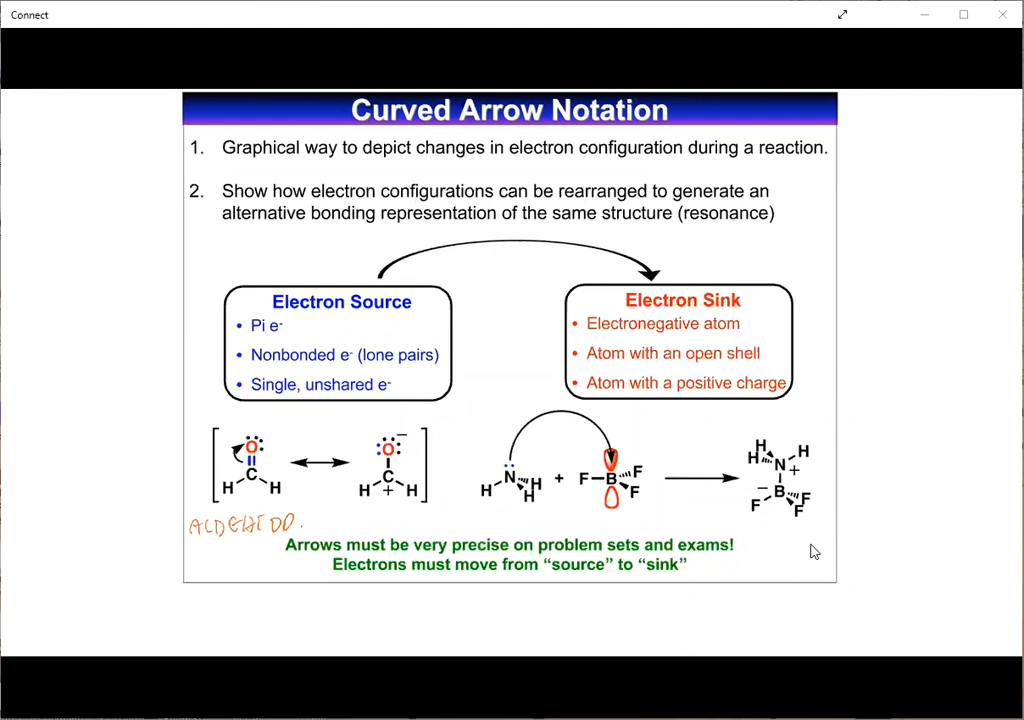 Connect
Curved Arrow Notation
1. Graphical way to depict changes in electron configuration during a reaction.
2. Show how electron configurations can be rearranged to generate an
alternative bonding representation of the same structure (resonance)
Electron Source
• Pi e⁻
• Nonbonded e⁻ (lone pairs)
• Single, unshared e⁻
Electron Sink
• Electronegative atom
• Atom with an open shell
• Atom with a positive charge
O
C
H H
O −
C
H + H
N
H H
H
+
F B F
F
H
H N H
+
− B
F F
F
Arrows must be very precise on problem sets and exams!
Electrons must move from “source” to “sink”